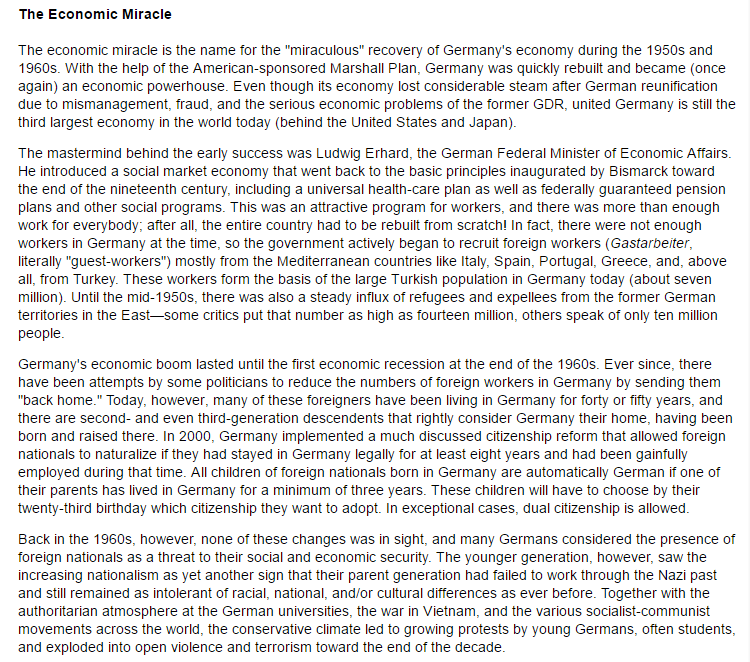 The Economic Miracle
The economic miracle is the name for the "miraculous" recovery of Germany's economy during the 1950s and
1960s. With the help of the American-sponsored Marshall Plan, Germany was quickly rebuilt and became (once
again) an economic powerhouse. Even though its economy lost considerable steam after German reunification
due to mismanagement, fraud, and the serious economic problems of the former GDR, united Germany is still the
third largest economy in the world today (behind the United States and Japan).
The mastermind behind the early success was Ludwig Erhard, the German Federal Minister of Economic Affairs.
He introduced a social market economy that went back to the basic principles inaugurated by Bismarck toward
the end of the nineteenth century, including a universal health-care plan as well as federally guaranteed pension
plans and other social programs. This was an attractive program for workers, and there was more than enough
work for everybody; after all, the entire country had to be rebuilt from scratch! In fact, there were not enough
workers in Germany at the time, so the government actively began to recruit foreign workers (Gastarbeiter,
literally "guest-workers") mostly from the Mediterranean countries like Italy, Spain, Portugal, Greece, and, above
all, from Turkey. These workers form the basis of the large Turkish population in Germany today (about seven
million). Until the mid-1950s, there was also a steady influx of refugees and expellees from the former German
territories in the East—some critics put that number as high as fourteen million, others speak of only ten million
people.
Germany's economic boom lasted until the first economic recession at the end of the 1960s. Ever since, there
have been attempts by some politicians to reduce the numbers of foreign workers in Germany by sending them
"back home." Today, however, many of these foreigners have been living in Germany for forty or fifty years, and
there are second- and even third-generation descendents that rightly consider Germany their home, having been
born and raised there. In 2000, Germany implemented a much discussed citizenship reform that allowed foreign
nationals to naturalize if they had stayed in Germany legally for at least eight years and had been gainfully
employed during that time. All children of foreign nationals born in Germany are automatically German if one of
their parents has lived in Germany for a minimum of three years. These children will have to choose by their
twenty-third birthday which citizenship they want to adopt. In exceptional cases, dual citizenship is allowed.
Back in the 1960s, however, none of these changes was in sight, and many Germans considered the presence of
foreign nationals as a threat to their social and economic security. The younger generation, however, saw the
increasing nationalism as yet another sign that their parent generation had failed to work through the Nazi past
and still remained as intolerant of racial, national, and/or cultural differences as ever before. Together with the
authoritarian atmosphere at the German universities, the war in Vietnam, and the various socialist-communist
movements across the world, the conservative climate led to growing protests by young Germans, often students,
and exploded into open violence and terrorism toward the end of the decade.